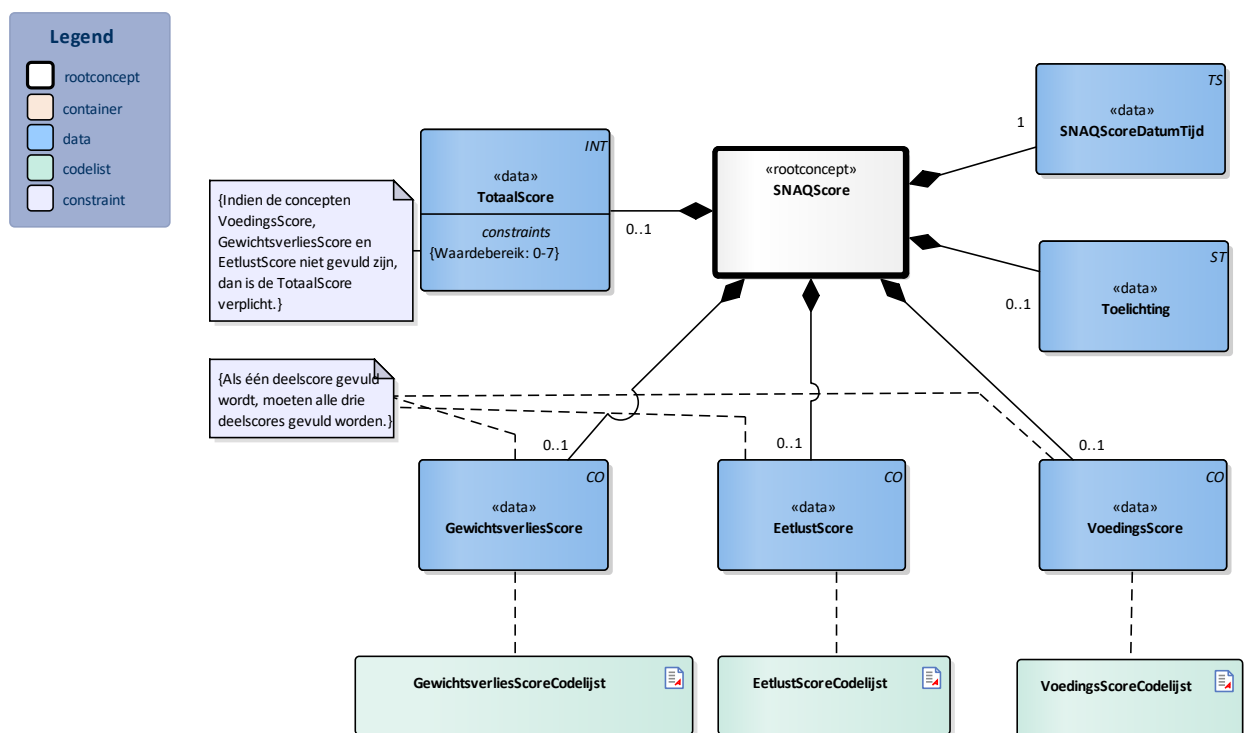 Legend
rootconcept
container
data
codelist
constraint
TS
«data»
SNAQScoreDatumTijd
1
INT
«data»
TotaalScore
constraints
{Waardebereik: 0-7}
0..1
«rootconcept»
SNAQScore
{Indien de concepten
VoedingsScore,
GewichtsverliesScore en
EetlustScore niet gevuld zijn,
dan is de TotaalScore
verplicht.}
ST
«data»
Toelichting
0..1
{Als één deelscore gevuld
wordt, moeten alle drie
deelscores gevuld worden.}
0..1
0..1
0..1
CO
«data»
GewichtsverliesScore
CO
«data»
EetlustScore
CO
«data»
VoedingsScore
GewichtsverliesScoreCodelijst
EetlustScoreCodelijst
VoedingsScoreCodelijst